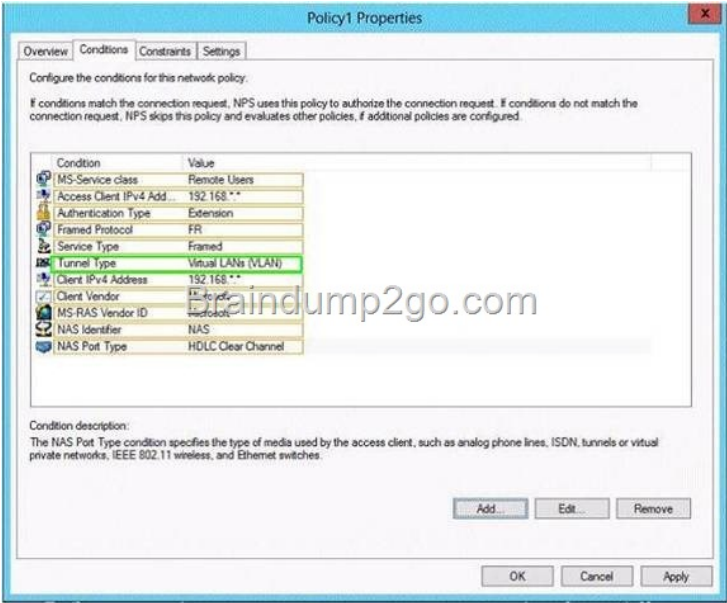 Policy1 Properties
x
Overview Conditions Constraints Settings
Configure the conditions for this network policy.
If conditions match the connection request, NPS uses this policy to authorize the connection request. If conditions do not match the
connection request, NPS skips this policy and evaluates other policies, if additional policies are configured.
Condition Value
MS-Service class Remote Users
Access Client IPv4 Add... 192.168.*.*
Authentication Type Extension
Framed Protocol FR
Service Type Framed
Tunnel Type Virtual LANs (VLAN)
Client IPv4 Address 192.168.*.*
Client Vendor Microsoft
Braindump2go.com
MS-RAS Vendor ID Microsoft
NAS Identifier NAS
NAS Port Type HDLC Clear Channel
Condition description:
The NAS Port Type condition specifies the type of media used by the access client, such as analog phone lines, ISDN, tunnels or virtual
private networks, IEEE 802.11 wireless, and Ethernet switches.
Add... Edit... Remove
OK Cancel Apply